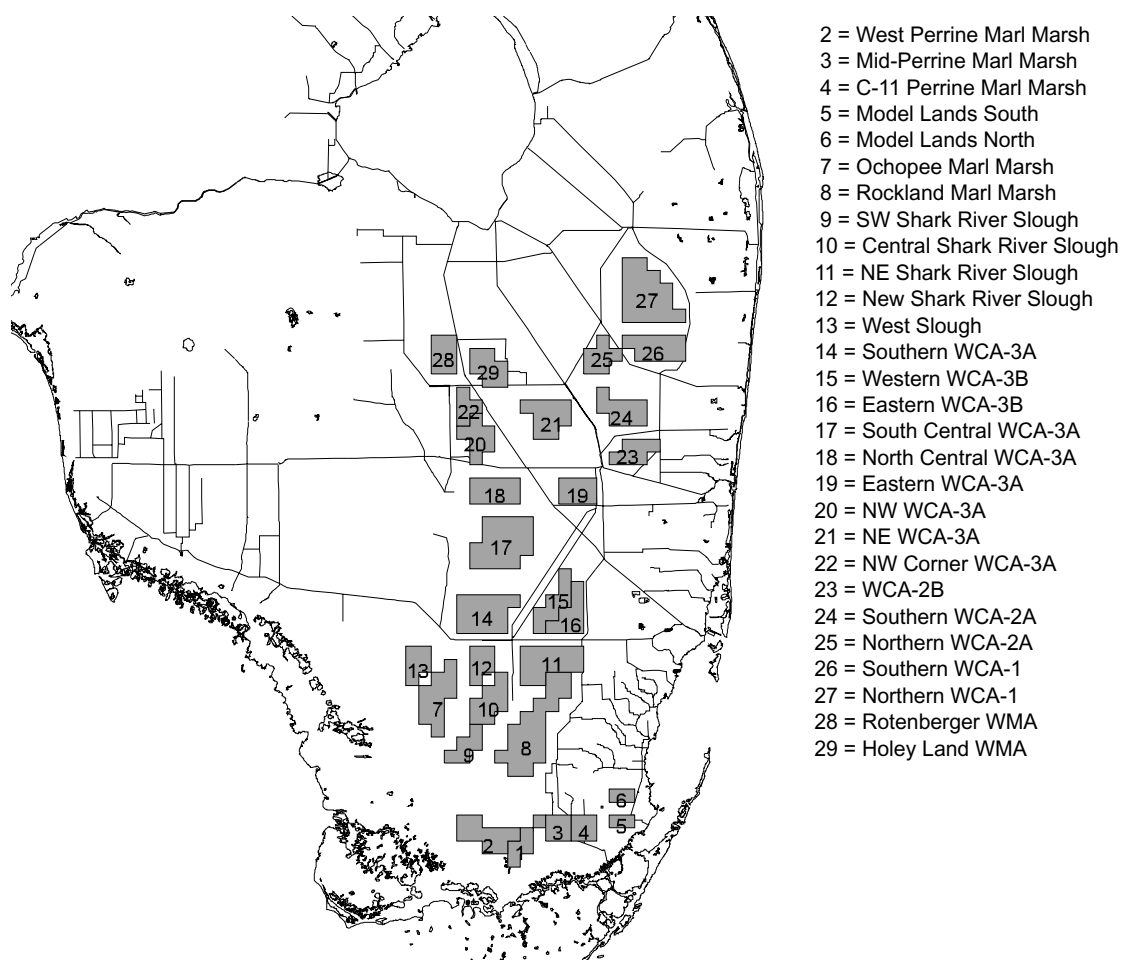 2 = West Perrine Marl Marsh
3 = Mid-Perrine Marl Marsh
4 = C-11 Perrine Marl Marsh
5 = Model Lands South
6 = Model Lands North
7 = Ochopee Marl Marsh
8 = Rockland Marl Marsh
9 = SW Shark River Slough
10 = Central Shark River Slough
11 = NE Shark River Slough
12 = New Shark River Slough
13 = West Slough
14 = Southern WCA-3A
15 = Western WCA-3B
16 = Eastern WCA-3B
17 = South Central WCA-3A
18 = North Central WCA-3A
19 = Eastern WCA-3A
20 = NW WCA-3A
21 = NE WCA-3A
22 = NW Corner WCA-3A
23 = WCA-2B
24 = Southern WCA-2A
25 = Northern WCA-2A
26 = Southern WCA-1
27 = Northern WCA-1
28 = Rotenberger WMA
29 = Holey Land WMA
27
26
25
28
29
22
24
21
20
23
18
19
17
15
14
16
13
12
11
7
10
8
9
6
5
3
4
2
1